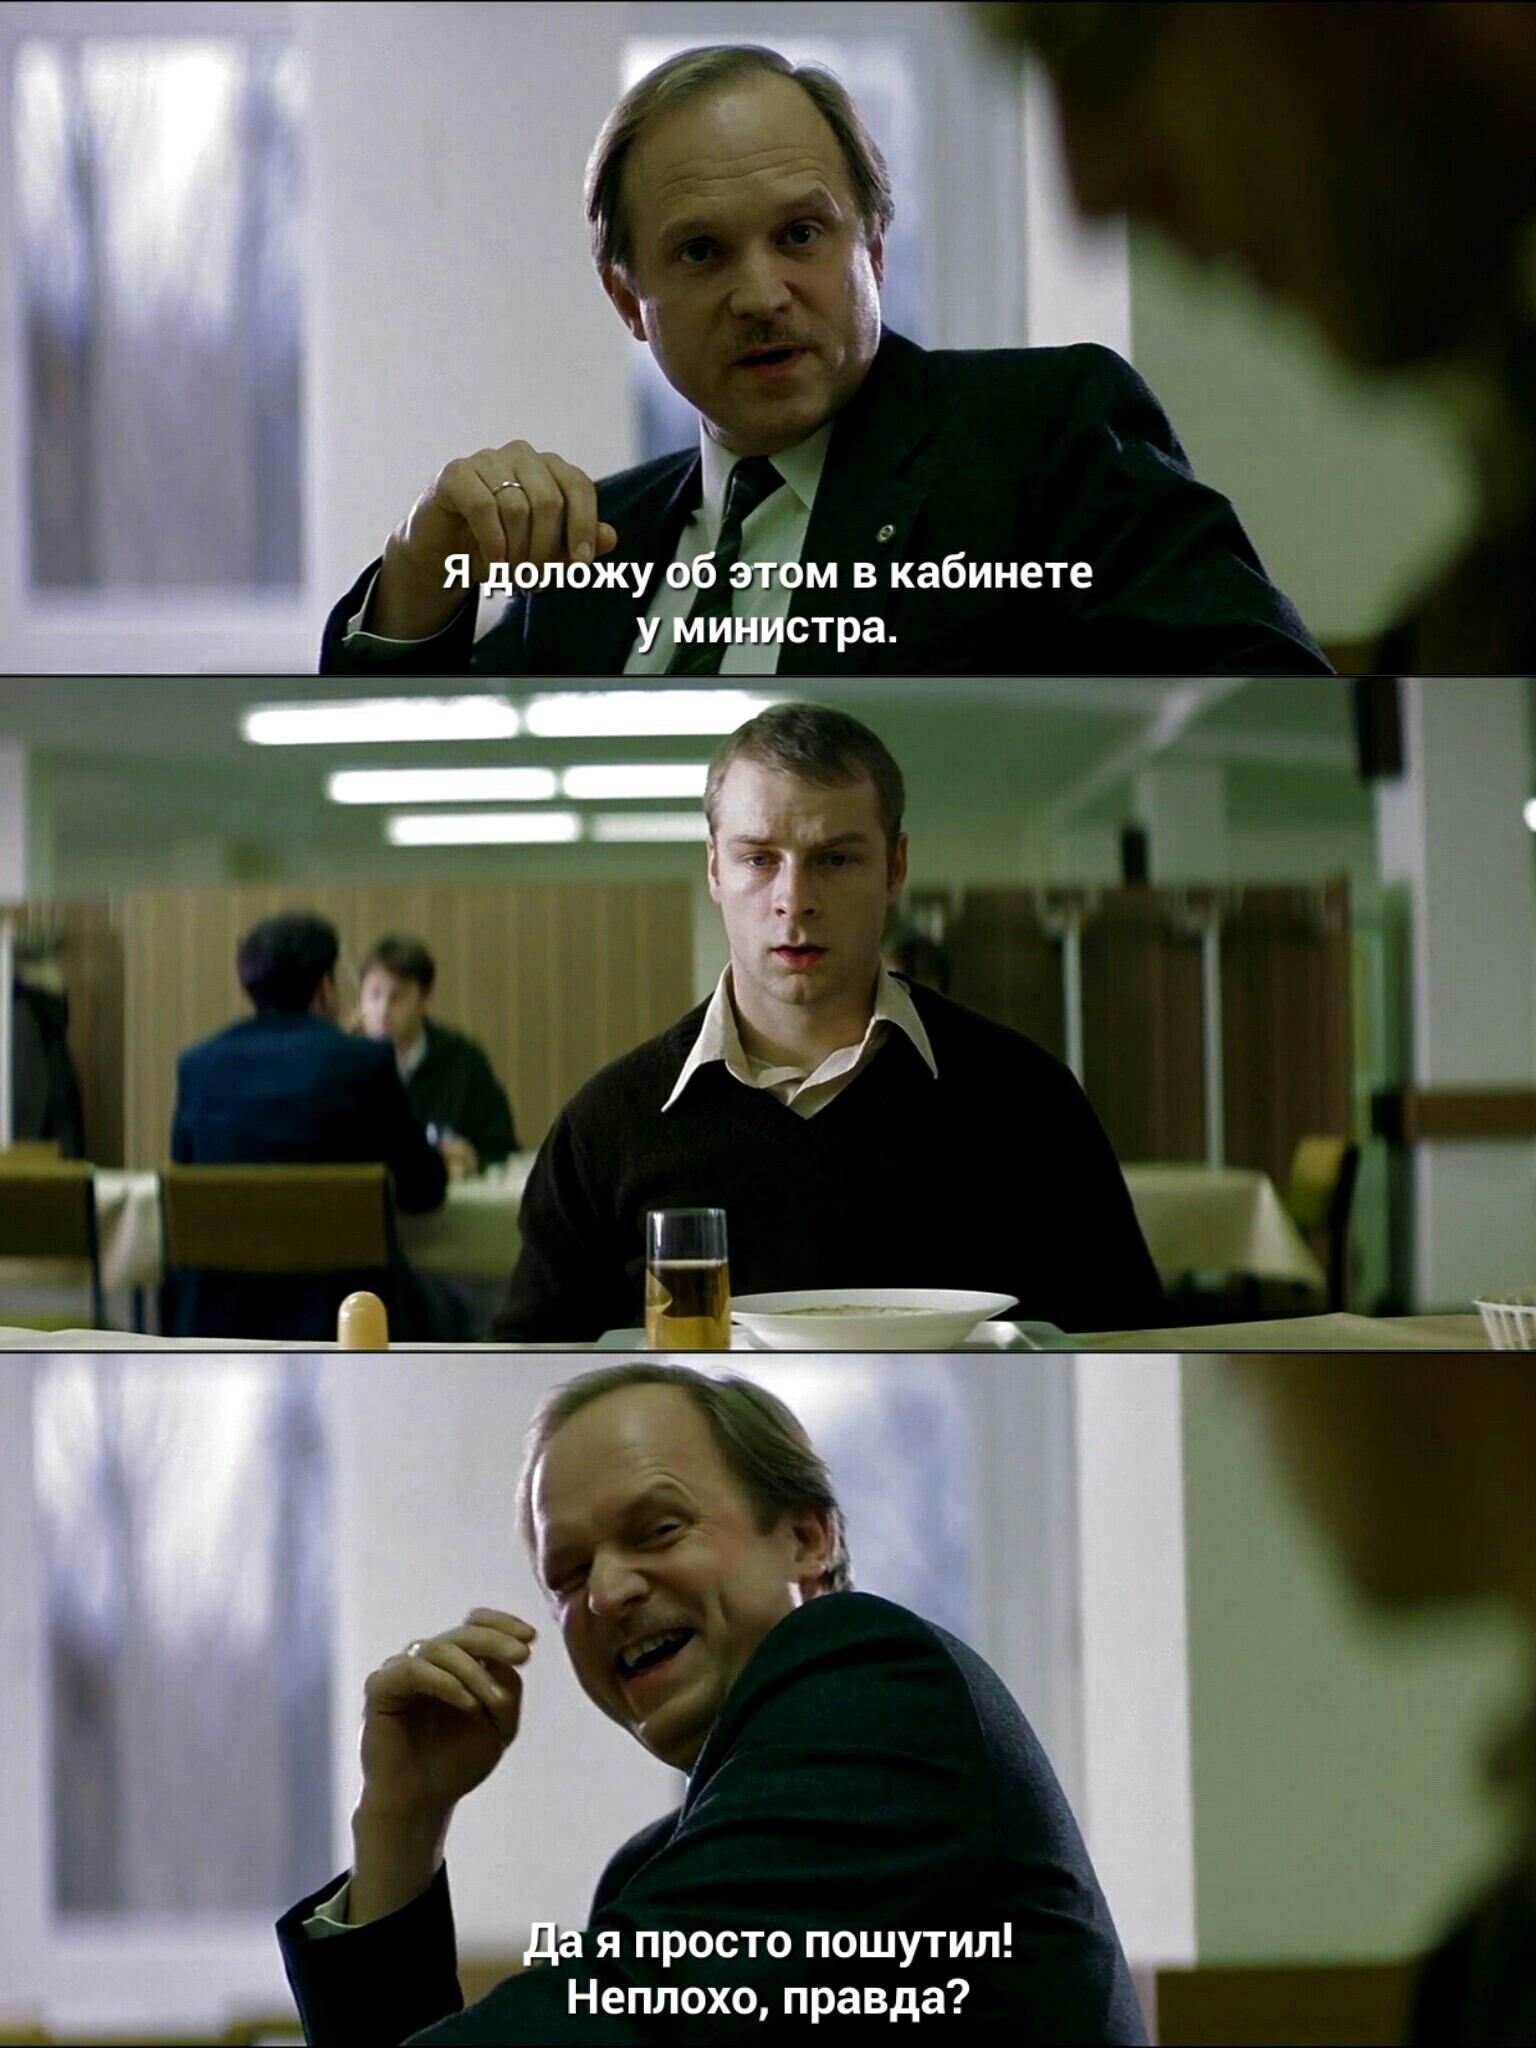 Я доложу об этом в кабинете
у министра.
Да я просто пошутил!
Неплохо, правда?